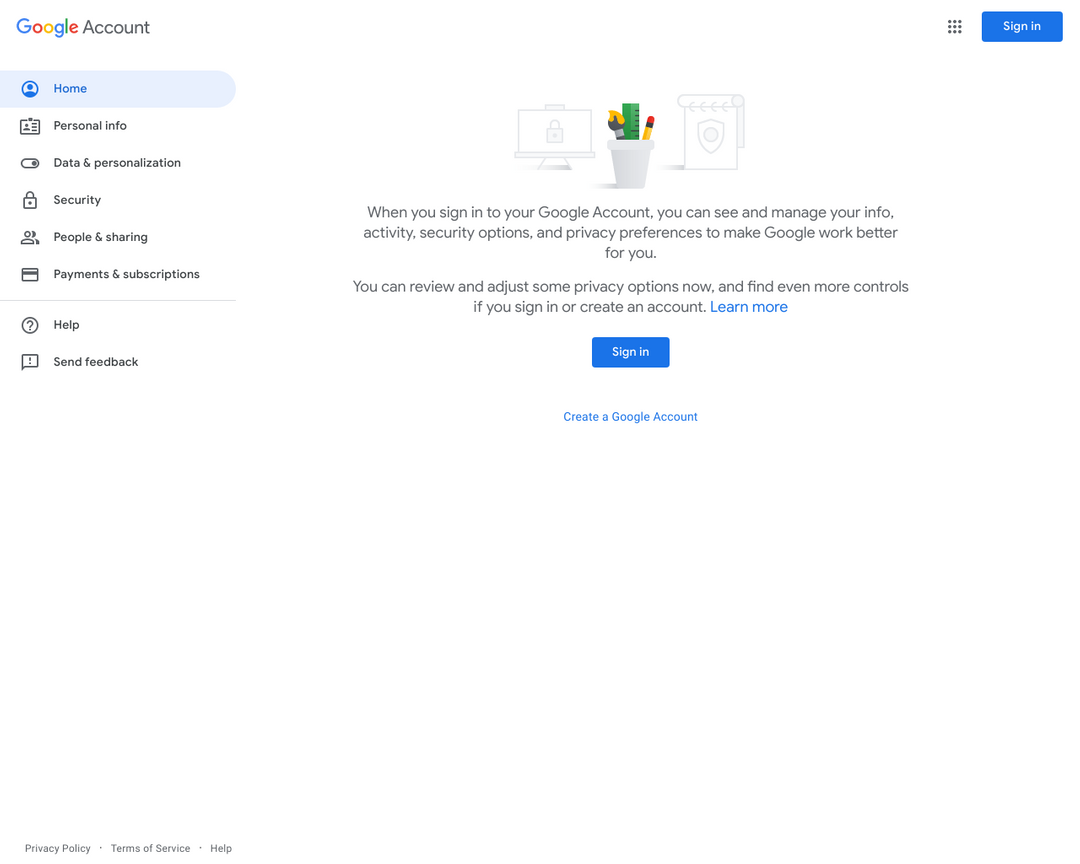 Google Account
Sign in
Home
Personal info
Data & personalization
Security
People & sharing
Payments & subscriptions
Help
Send feedback
When you sign in to your Google Account, you can see and manage your info,
activity, security options, and privacy preferences to make Google work better
for you.
You can review and adjust some privacy options now, and find even more controls
if you sign in or create an account. Learn more
Sign in
Create a Google Account
Privacy Policy · Terms of Service · Help